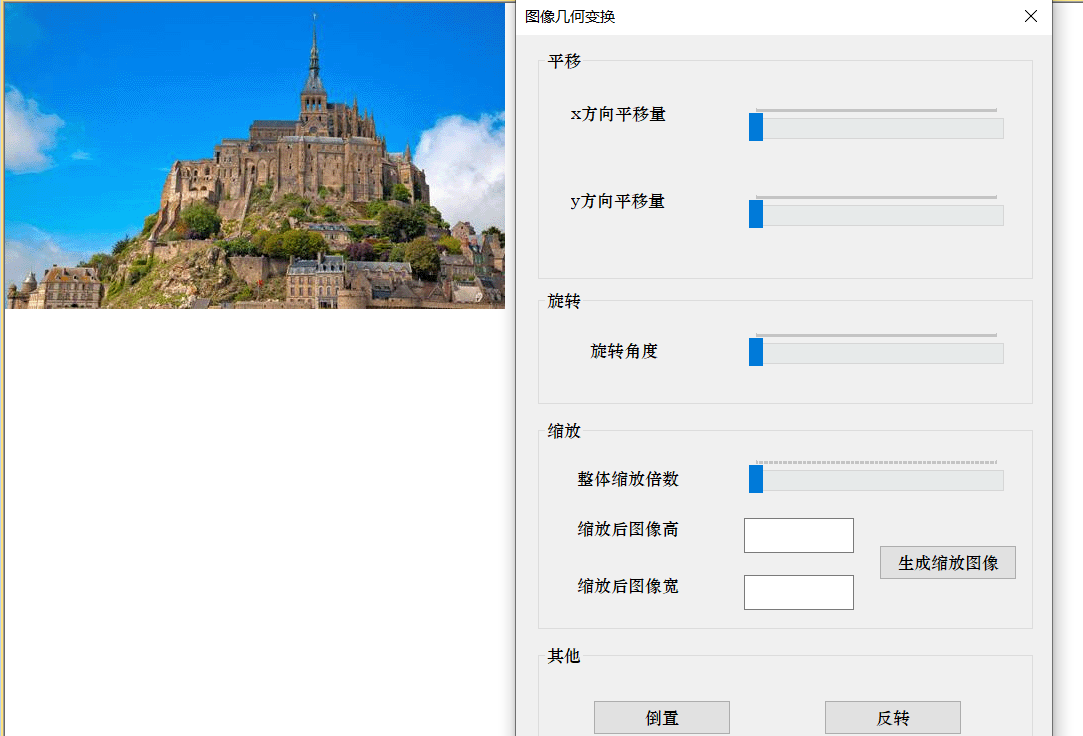 图像几何变换
平移
x方向平移量
y方向平移量
旋转
旋转角度
缩放
整体缩放倍数
缩放后图像高
生成缩放图像
缩放后图像宽
其他
倒置
反转